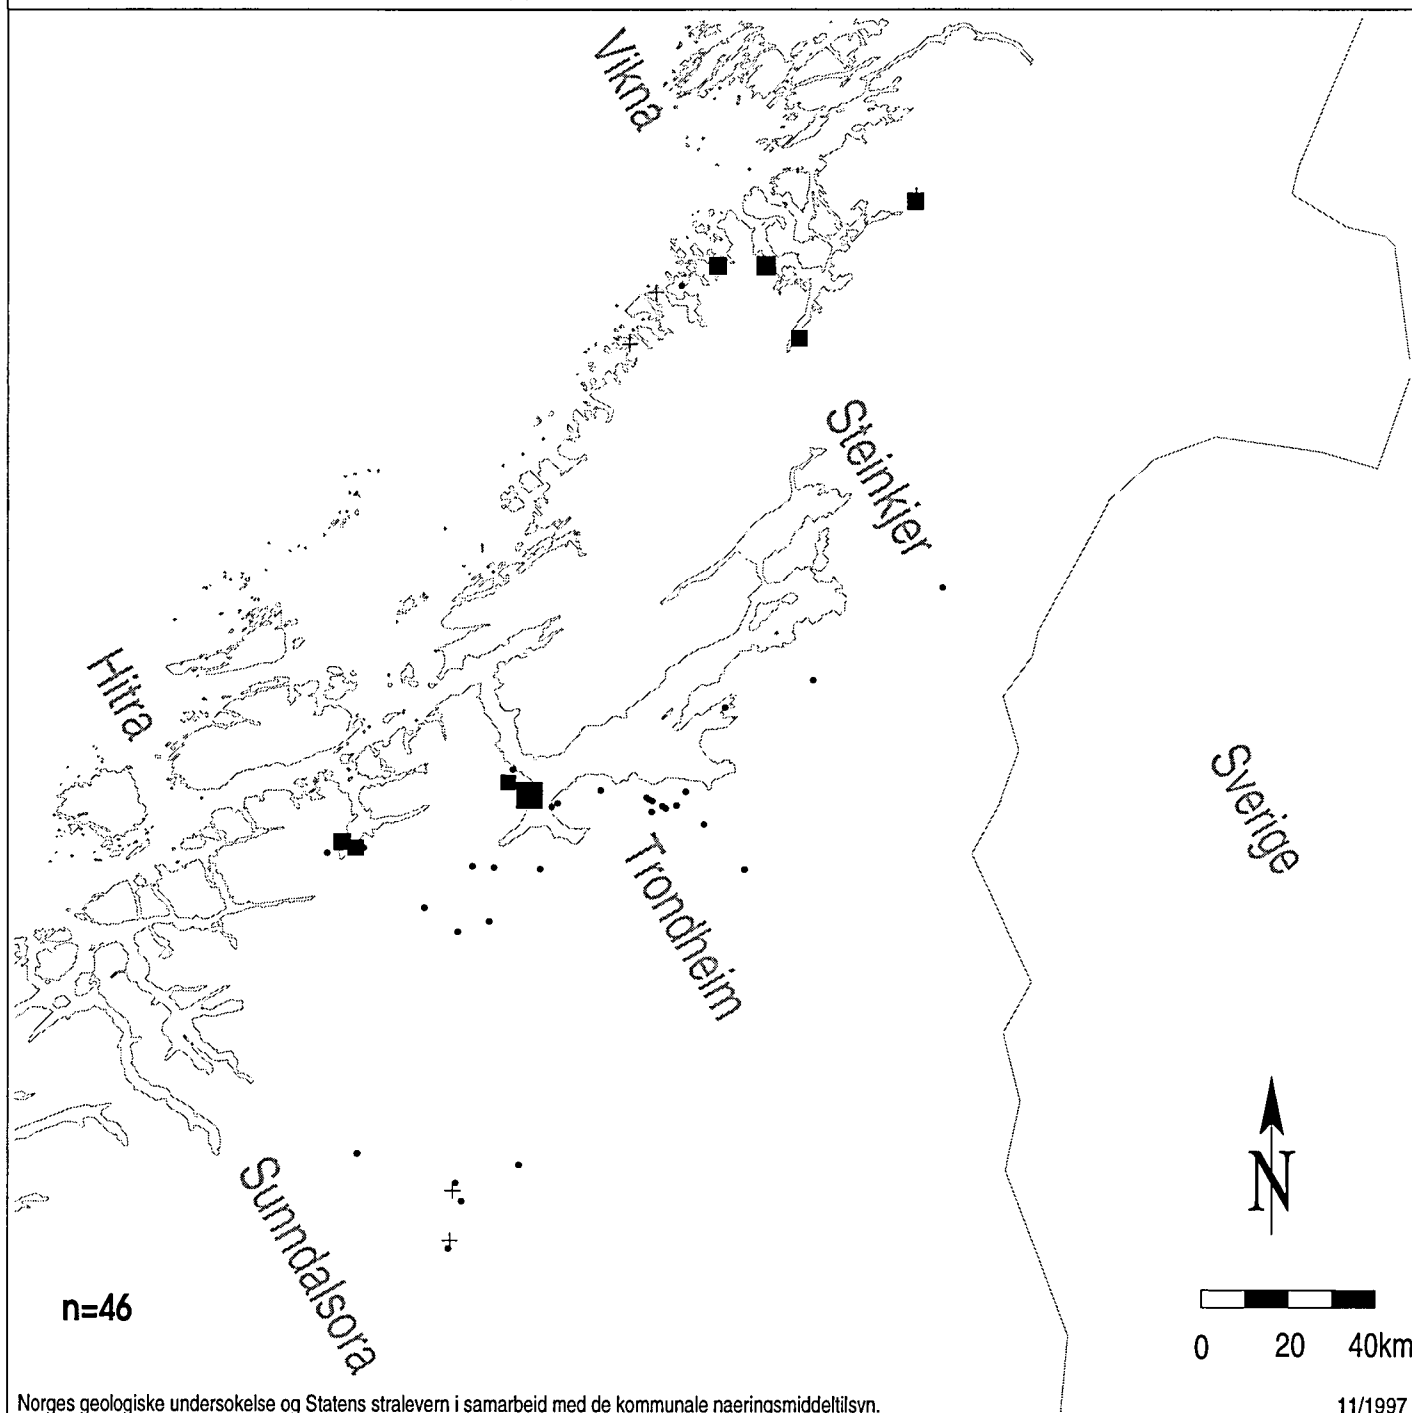 Vikna
Steinkjer
Hitra
Sverige
Trondheim
Sunndalsora
N
n=46
0 20 40km
Norges geologiske undersokelse og Statens stralevern i samarbeid med de kommunale naeringsmiddeltilsyn.
11/1997